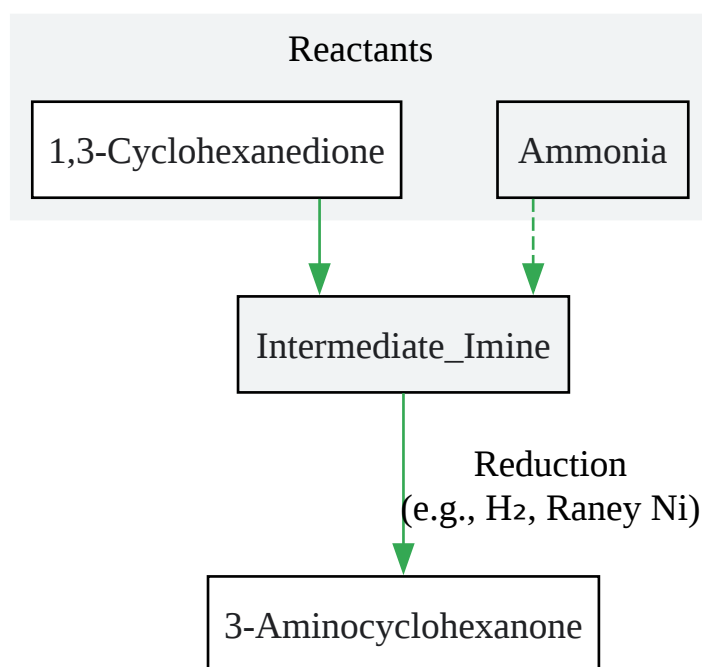 Reactants
1,3-Cyclohexanedione
Ammonia
Intermediate_Imine
Reduction
(e.g., H₂, Raney Ni)
3-Aminocyclohexanone